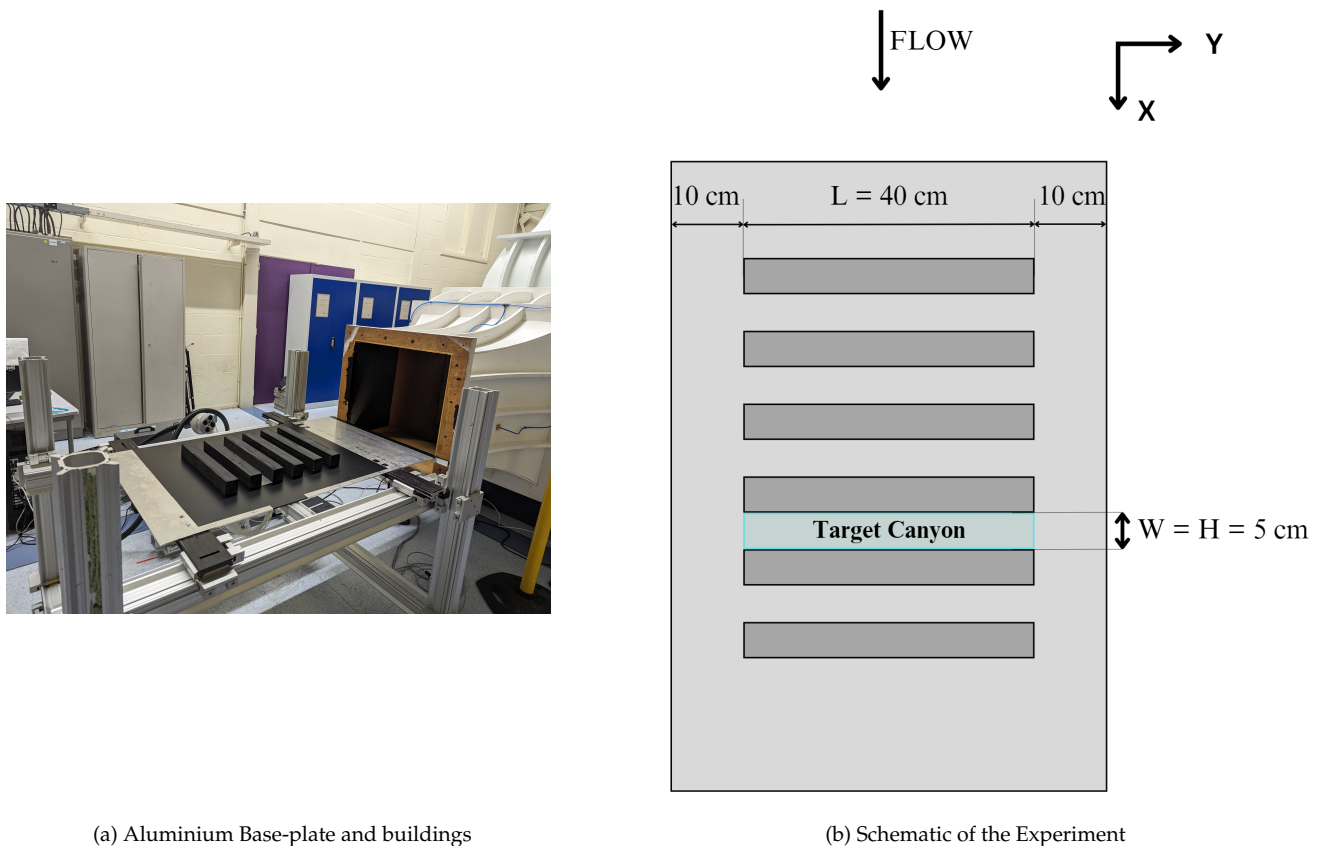 FLOW
Y
X
10 cm
L = 40 cm
10 cm
Target Canyon
W = H = 5 cm
(a) Aluminium Base-plate and buildings
(b) Schematic of the Experiment